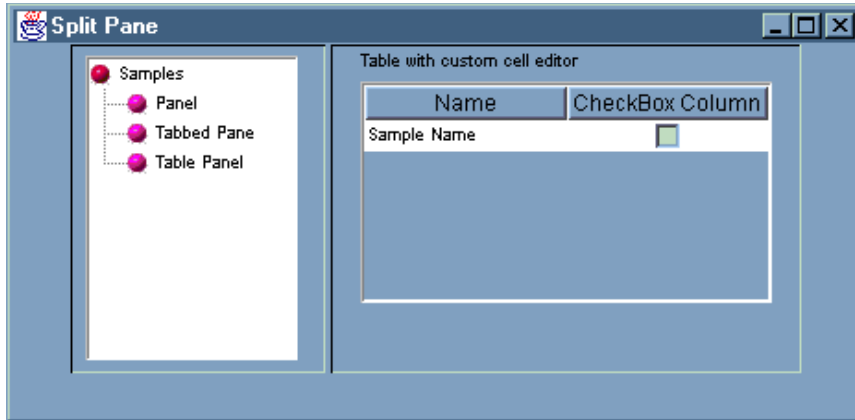 Split Pane
Samples
Panel
Tabbed Pane
Table Panel
Table with custom cell editor
Name CheckBox Column
Sample Name